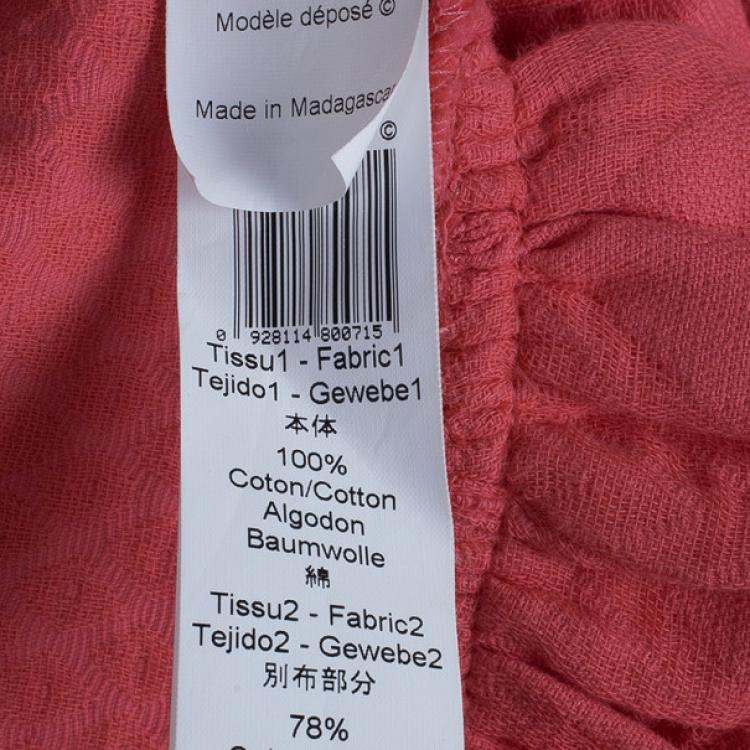 Modèle déposé ©
Made in Madagasca
©
0 928114 800715
Tissu1 - Fabric1
Tejido1 - Gewebe1
本体
100%
Coton/Cotton
Algodon
Baumwolle
綿
Tissu2 - Fabric2
Tejido2 - Gewebe2
別布部分
78%